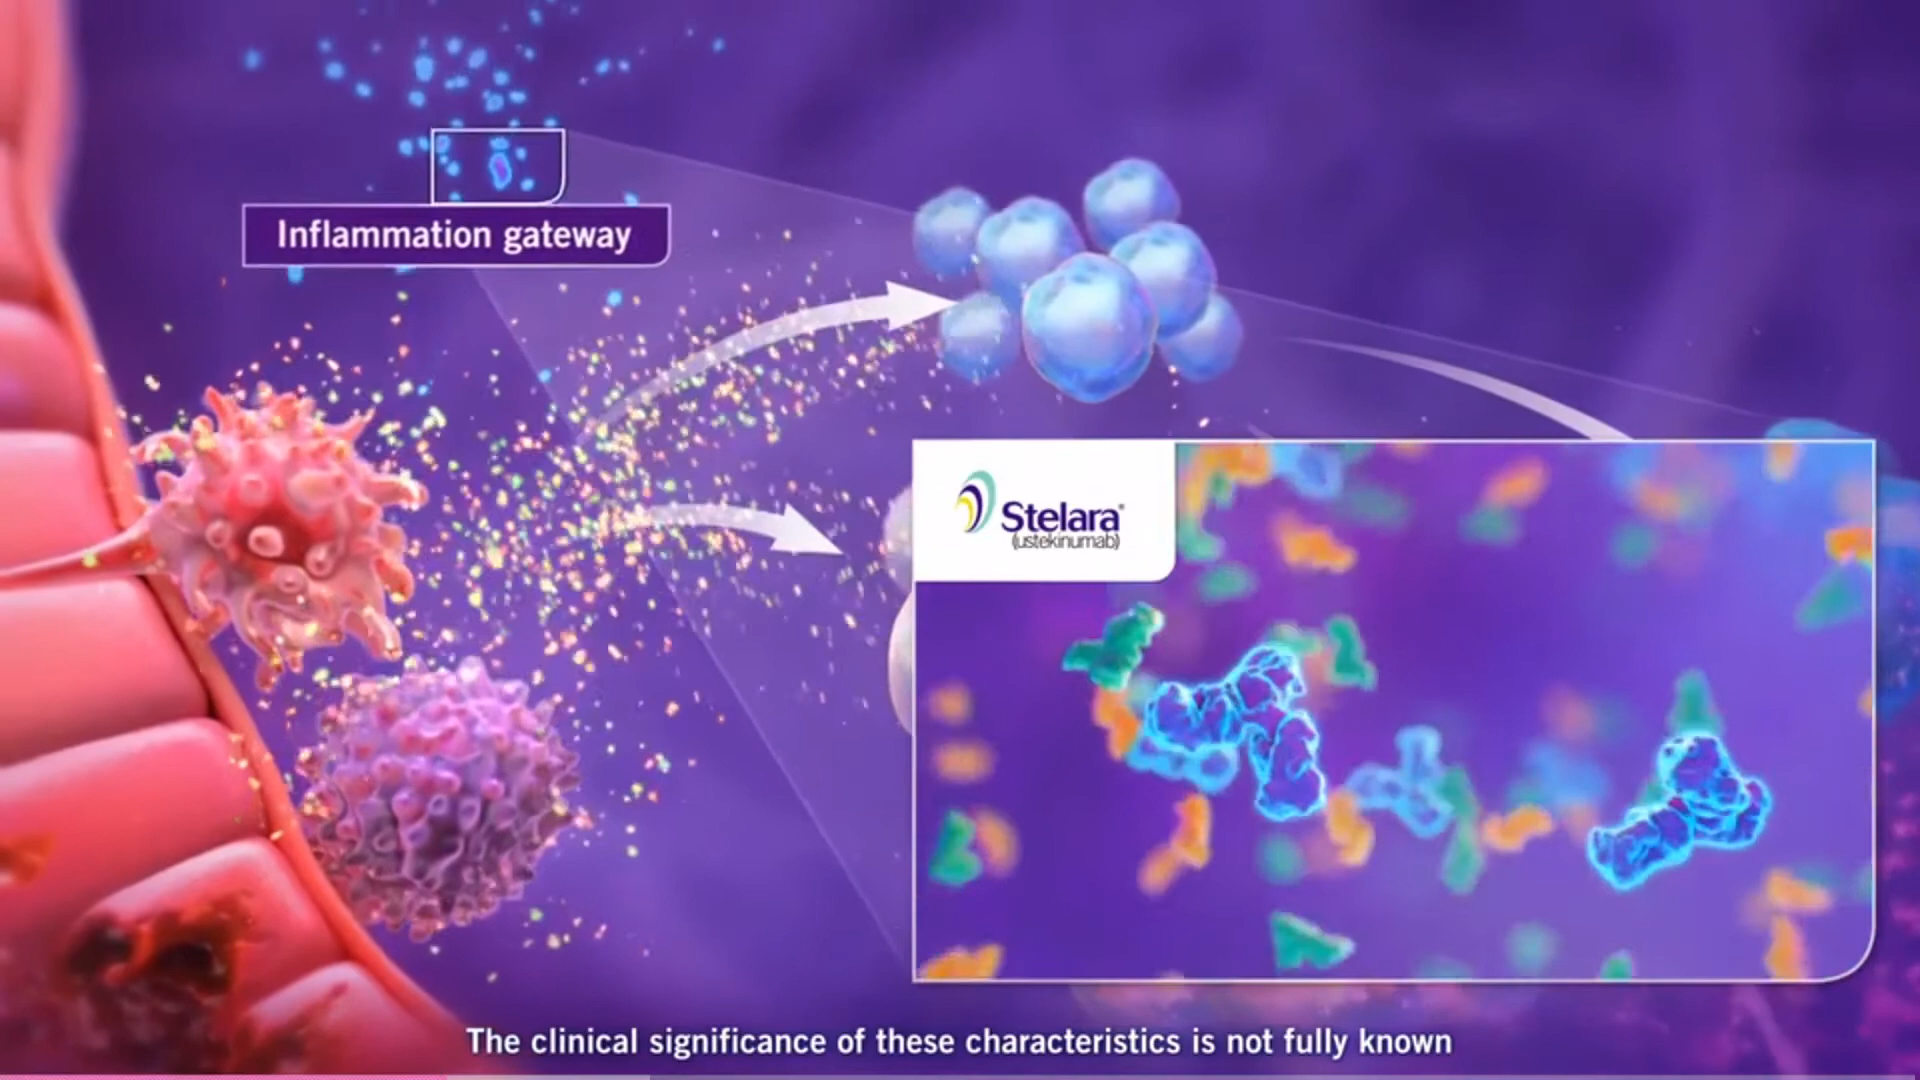 Inflammation gateway
Stelara®
(ustekinumab)
The clinical significance of these characteristics is not fully known